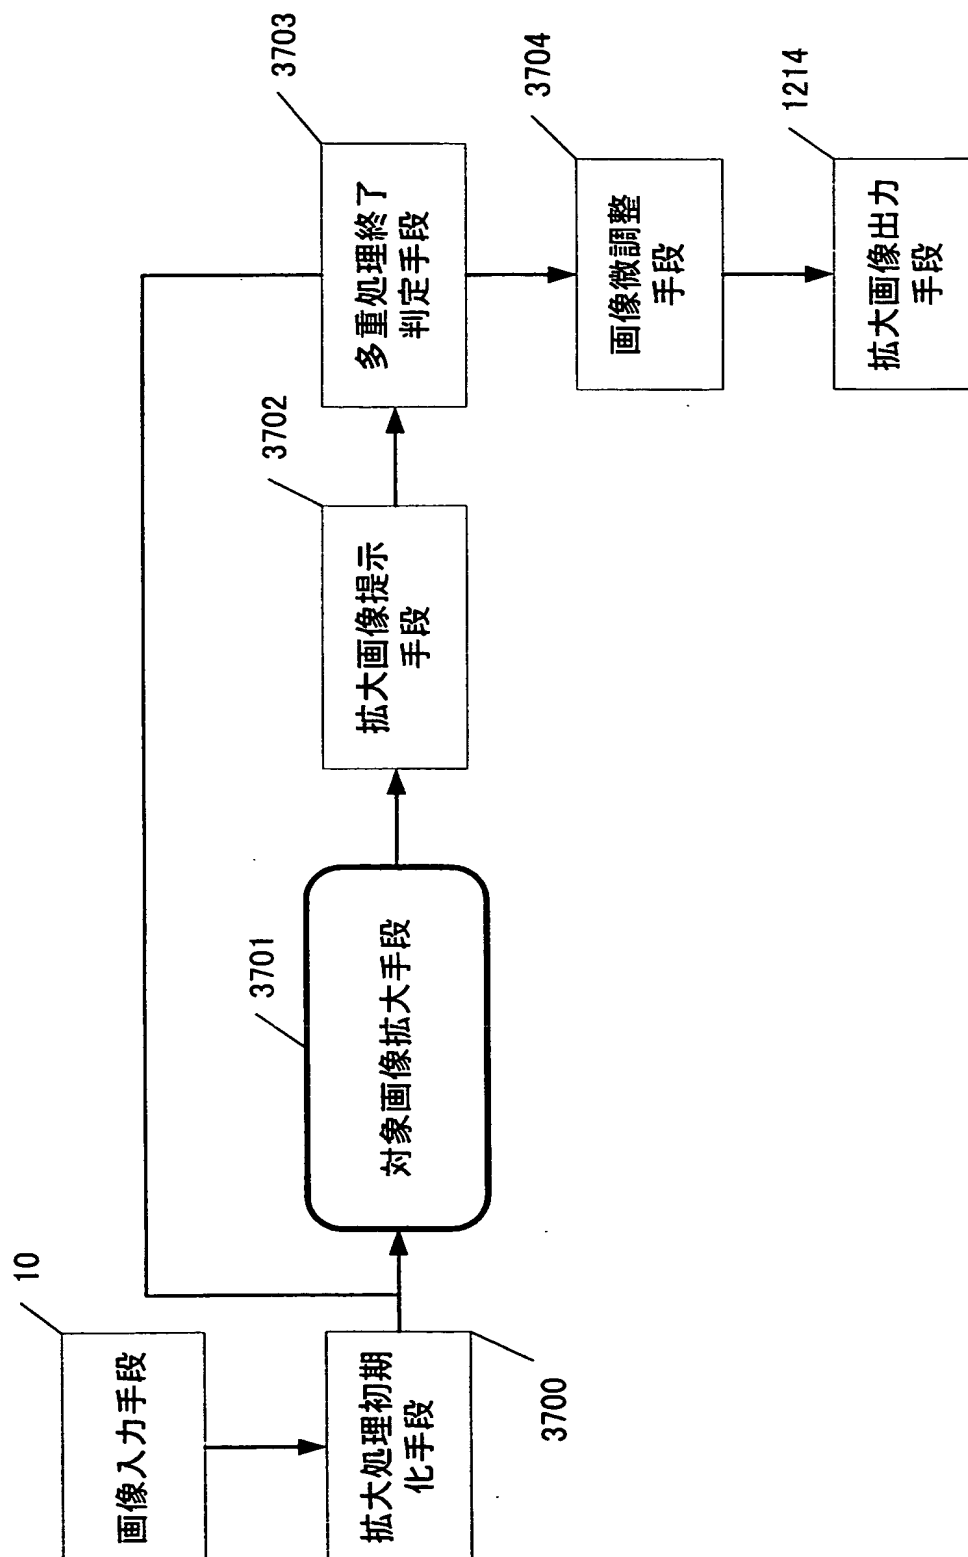 10
画像入力手段
拡大処理初期
化手段
3700
3701
対象画像拡大手段
3702
拡大画像提示
手段
3703
多重処理終了
判定手段
3704
画像微調整
手段
1214
拡大画像出力
手段